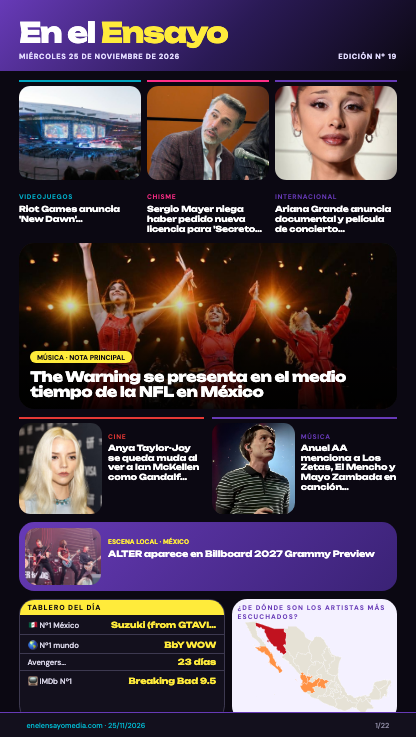 En el Ensayo
MIÉRCOLES 25 DE NOVIEMBRE DE 2026
EDICIÓN Nº 19
VIDEOJUEGOS
Riot Games anuncia
'New Dawn'...
CHISME
Sergio Mayer niega
haber pedido nueva
licencia para 'Secreto...
INTERNACIONAL
Ariana Grande anuncia
documental y película
de concierto...
MÚSICA · NOTA PRINCIPAL
The Warning se presenta en el medio
tiempo de la NFL en México
CINE
Anya Taylor-Joy
se queda muda al
ver a Ian McKellen
como Gandalf...
MÚSICA
Anuel AA
menciona a Los
Zetas, El Mencho y
Mayo Zambada en
canción...
ESCENA LOCAL · MÉXICO
ALTER aparece en Billboard 2027 Grammy Preview
TABLERO DEL DÍA
Nº1 México Suzuki (from GTAVI...
Nº1 mundo BbY WOW
Avengers... 23 días
IMDb Nº1 Breaking Bad 9.5
¿DE DÓNDE SON LOS ARTISTAS MÁS
ESCUCHADOS?
enelensayomedia.com · 25/11/2026
1/22